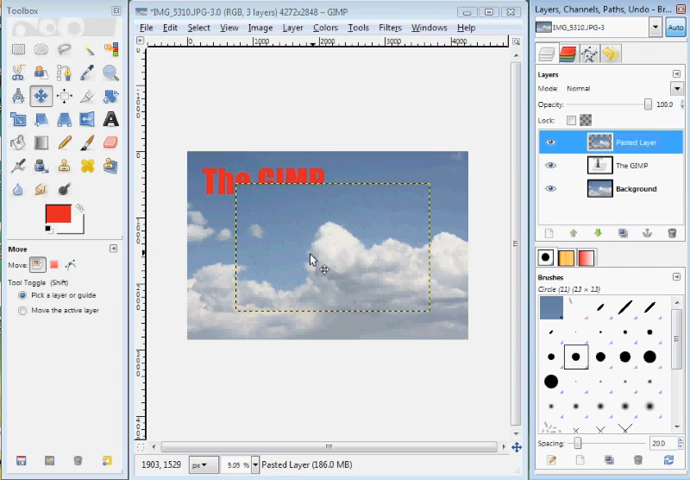 Toolbox
*IMG_5310.JPG-3.0 (RGB, 3 layers) 4272x2848 – GIMP
Layers, Channels, Paths, Undo - Br...
File Edit Select View Image Layer Colors Tools Filters Windows Help
IMG_5310.JPG-3
Auto
Layers
Mode: Normal
Opacity: 100.0
Lock:
Pasted Layer
The GIMP
Background
The GIMP
Move
Move:
Tool Toggle (Shift)
Pick a layer or guide
Move the active layer
Brushes
Circle (11) (13 × 13)
Spacing: 20.0
1903, 1529 px 9.09 % Pasted Layer (186.0 MB)